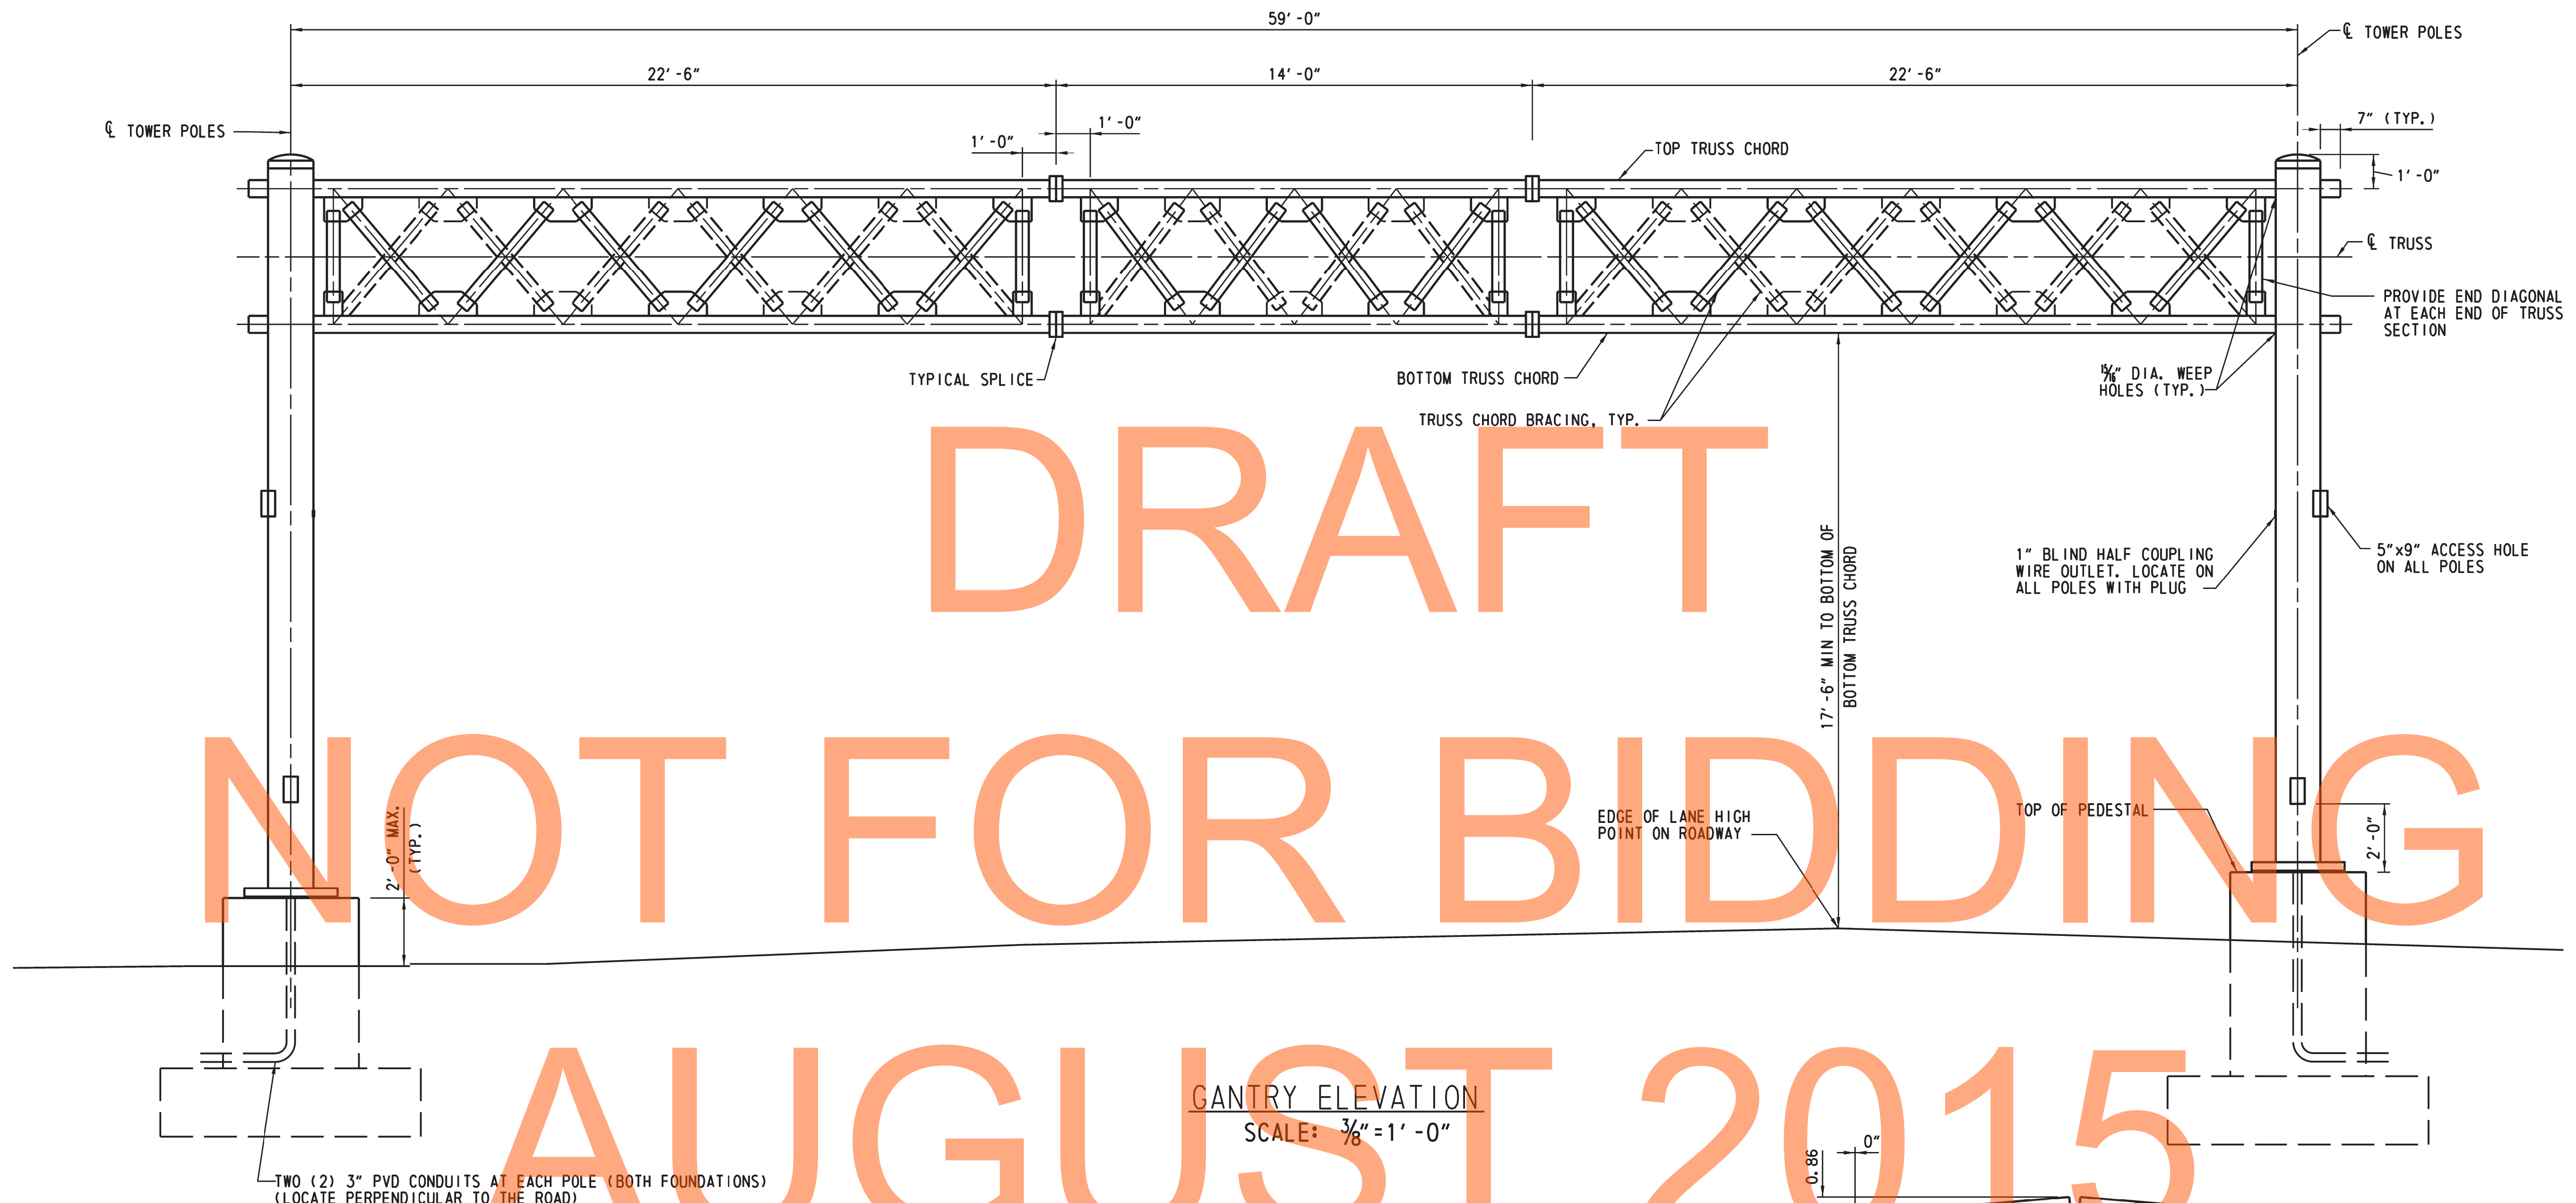 59'-0"
℄ TOWER POLES
22'-6"
14'-0"
22'-6"
℄ TOWER POLES
1'-0"
1'-0"
7" (TYP.)
TOP TRUSS CHORD
1'-0"
℄ TRUSS
PROVIDE END DIAGONAL
AT EACH END OF TRUSS
SECTION
TYPICAL SPLICE
BOTTOM TRUSS CHORD
15/16" DIA. WEEP
HOLES (TYP.)
TRUSS CHORD BRACING, TYP.
DRAFT
17'-6" MIN TO BOTTOM OF
BOTTOM TRUSS CHORD
1" BLIND HALF COUPLING
WIRE OUTLET. LOCATE ON
ALL POLES WITH PLUG
5"x9" ACCESS HOLE
ON ALL POLES
NOT FOR BIDDING
2'-0" MAX.
(TYP.)
EDGE OF LANE HIGH
POINT ON ROADWAY
TOP OF PEDESTAL
2'-0"
AUGUST 2015
GANTRY ELEVATION
SCALE: 3/8"=1'-0"
0"
0.86
TWO (2) 3" PVD CONDUITS AT EACH POLE (BOTH FOUNDATIONS)
(LOCATE PERPENDICULAR TO THE ROAD)